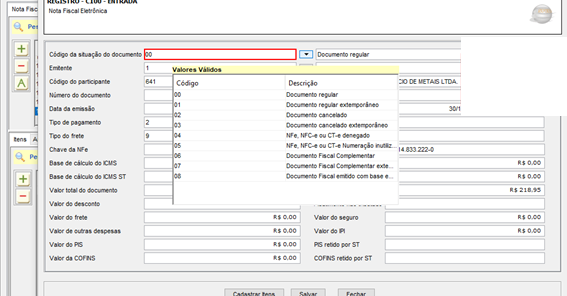 Nota Fisc
REGISTRO - C100 - ENTRADA
Nota Fiscal Eletrônica
Pe
Código da situação do documento 00 Documento regular
Emitente 1
Valores Válidos
Código do participante 641 CIO DE METAIS LTDA.
Código Descrição
Número do documento
00 Documento regular
Data da emissão 30/1
01 Documento regular extemporâneo
02 Documento cancelado
Tipo de pagamento 2
03 Documento cancelado extemporâneo
Tipo do frete 9
04 NFe, NFC-e ou CT-e denegado
Chave da NFe 14.833.222-0
05 NFe, NFC-e ou CT-e Numeração inutiliz...
06 Documento Fiscal Complementar
Base de cálculo do ICMS R$ 0,00
07 Documento Fiscal Complementar exte...
Base de cálculo do ICMS ST R$ 0,00
08 Documento Fiscal emitido com base e...
Valor total do documento R$ 218,95
Valor do desconto
Valor do frete R$ 0,00 Valor do seguro R$ 0,00
Valor de outras despesas R$ 0,00 Valor do IPI R$ 0,00
Valor do PIS R$ 0,00 PIS retido por ST
Valor da COFINS R$ 0,00 COFINS retido por ST
Itens A
Pe
Cadastrar Itens Salvar Fechar